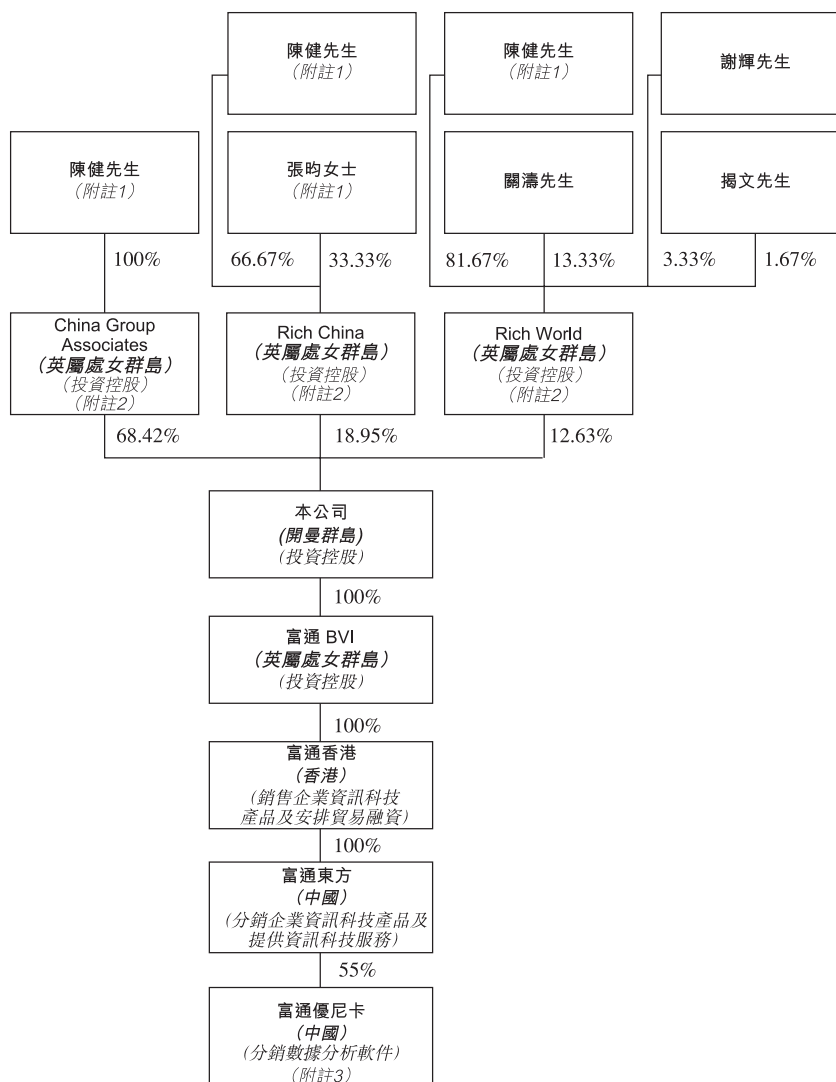 陳健先生
（附註1）
陳健先生
（附註1）
謝輝先生
陳健先生
（附註1）
張昀女士
（附註1）
關濤先生
揭文先生
100%
66.67%
33.33%
81.67%
13.33%
3.33%
1.67%
China Group
Associates
（英屬處女群島）
（投資控股）
（附註2）
Rich China
（英屬處女群島）
（投資控股）
（附註2）
Rich World
（英屬處女群島）
（投資控股）
（附註2）
68.42%
18.95%
12.63%
本公司
(開曼群島)
（投資控股）
100%
富通 BVI
（英屬處女群島）
（投資控股）
100%
富通香港
（香港）
（銷售企業資訊科技
產品及安排貿易融資）
100%
富通東方
（中國）
（分銷企業資訊科技產品及
提供資訊科技服務）
55%
富通優尼卡
（中國）
（分銷數據分析軟件）
（附註3）